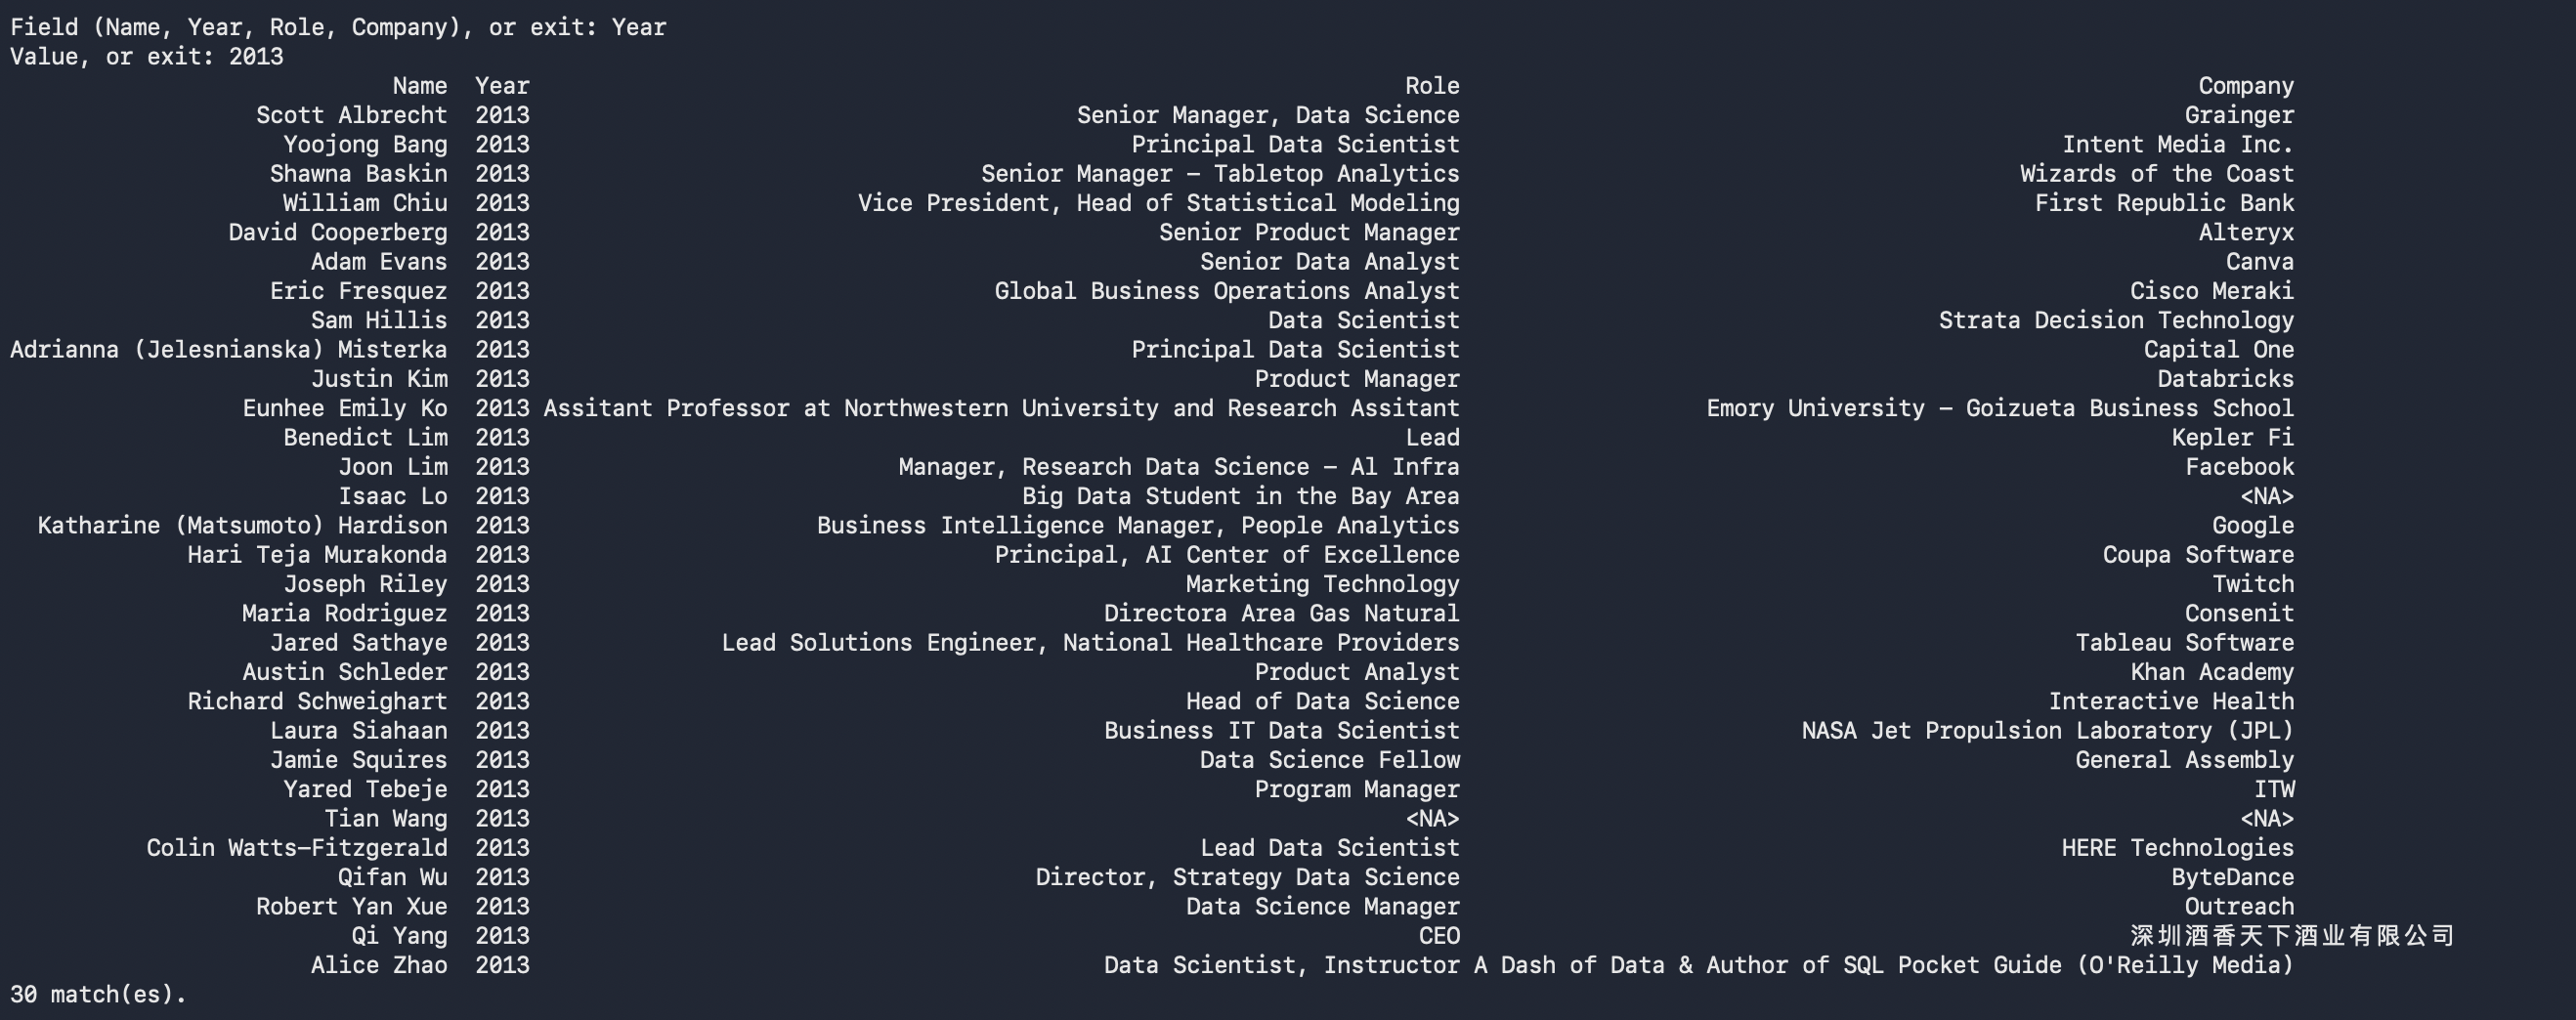 Field (Name, Year, Role, Company), or exit: Year
Value, or exit: 2013
Name Year Role Company
Scott Albrecht 2013 Senior Manager, Data Science Grainger
Yoojong Bang 2013 Principal Data Scientist Intent Media Inc.
Shawna Baskin 2013 Senior Manager – Tabletop Analytics Wizards of the Coast
William Chiu 2013 Vice President, Head of Statistical Modeling First Republic Bank
David Cooperberg 2013 Senior Product Manager Alteryx
Adam Evans 2013 Senior Data Analyst Canva
Eric Fresquez 2013 Global Business Operations Analyst Cisco Meraki
Sam Hillis 2013 Data Scientist Strata Decision Technology
Adrianna (Jelesnianska) Misterka 2013 Principal Data Scientist Capital One
Justin Kim 2013 Product Manager Databricks
Eunhee Emily Ko 2013 Assitant Professor at Northwestern University and Research Assitant Emory University – Goizueta Business School
Benedict Lim 2013 Lead Kepler Fi
Joon Lim 2013 Manager, Research Data Science – Al Infra Facebook
Isaac Lo 2013 Big Data Student in the Bay Area <NA>
Katharine (Matsumoto) Hardison 2013 Business Intelligence Manager, People Analytics Google
Hari Teja Murakonda 2013 Principal, AI Center of Excellence Coupa Software
Joseph Riley 2013 Marketing Technology Twitch
Maria Rodriguez 2013 Directora Area Gas Natural Consenit
Jared Sathaye 2013 Lead Solutions Engineer, National Healthcare Providers Tableau Software
Austin Schleder 2013 Product Analyst Khan Academy
Richard Schweighart 2013 Head of Data Science Interactive Health
Laura Siahaan 2013 Business IT Data Scientist NASA Jet Propulsion Laboratory (JPL)
Jamie Squires 2013 Data Science Fellow General Assembly
Yared Tebeje 2013 Program Manager ITW
Tian Wang 2013 <NA> <NA>
Colin Watts–Fitzgerald 2013 Lead Data Scientist HERE Technologies
Qifan Wu 2013 Director, Strategy Data Science ByteDance
Robert Yan Xue 2013 Data Science Manager Outreach
Qi Yang 2013 CEO 深圳酒香天下酒业有限公司
Alice Zhao 2013 Data Scientist, Instructor A Dash of Data & Author of SQL Pocket Guide (O'Reilly Media)
30 match(es).